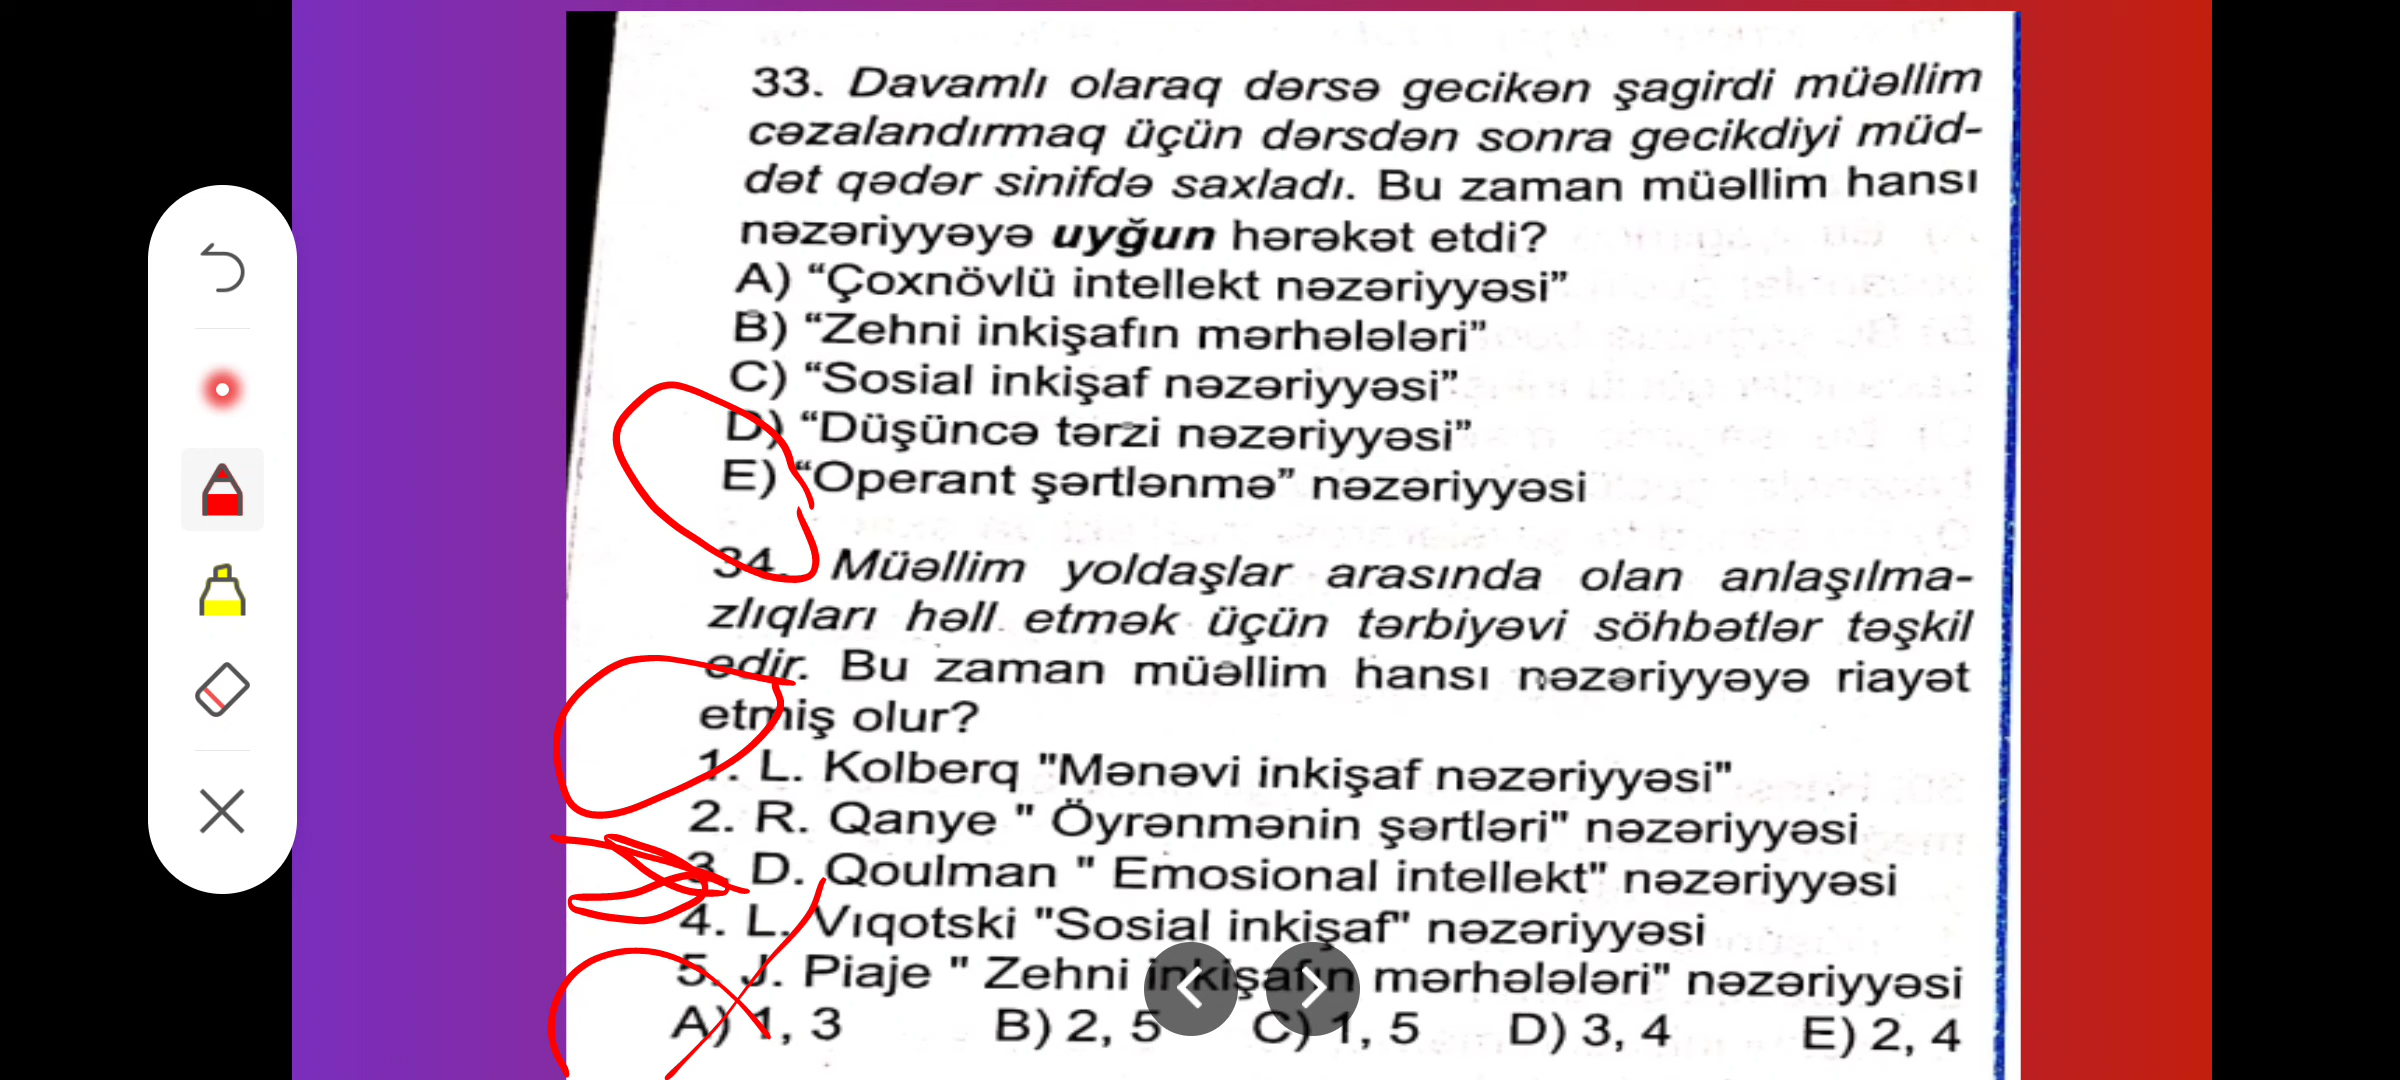 33. Davamlı olaraq dərsə gecikən şagirdi müəllim
cəzalandırmaq üçün dərsdən sonra gecikdiyi müd-
dət qədər sinifdə saxladı. Bu zaman müəllim hansı
nəzəriyyəyə uyğun hərəkət etdi?
A) “Çoxnövlü intellekt nəzəriyyəsi”
B) “Zehni inkişafın mərhələləri”
C) “Sosial inkişaf nəzəriyyəsi”
D) “Düşüncə tərzi nəzəriyyəsi”
E) “Operant şərtlənmə” nəzəriyyəsi
34. Müəllim yoldaşlar arasında olan anlaşılma-
zlıqları həll etmək üçün tərbiyəvi söhbətlər təşkil
edir. Bu zaman müəllim hansı nəzəriyyəyə riayət
etmiş olur?
1. L. Kolberq "Mənəvi inkişaf nəzəriyyəsi"
2. R. Qanye " Öyrənmənin şərtləri" nəzəriyyəsi
3. D. Qoulman " Emosional intellekt" nəzəriyyəsi
4. L. Vıqotski "Sosial inkişaf" nəzəriyyəsi
5. J. Piaje " Zehni inkişafın mərhələləri" nəzəriyyəsi
A) 1, 3 B) 2, 5 C) 1, 5 D) 3, 4 E) 2, 4